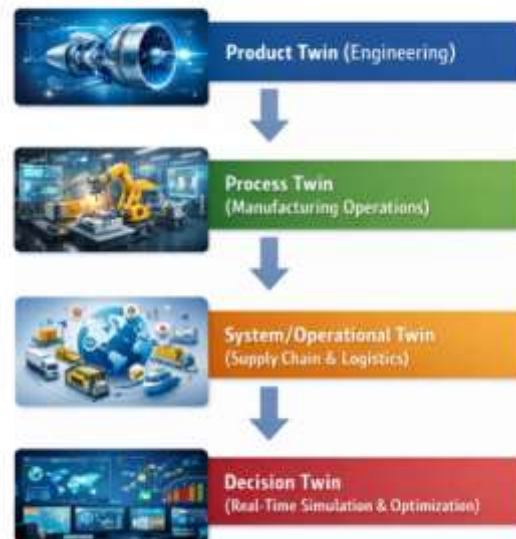 Product Twin (Engineering)
Process Twin
(Manufacturing Operations)
System/Operational Twin
(Supply Chain & Logistics)
Decision Twin
(Real-Time Simulation & Optimization)